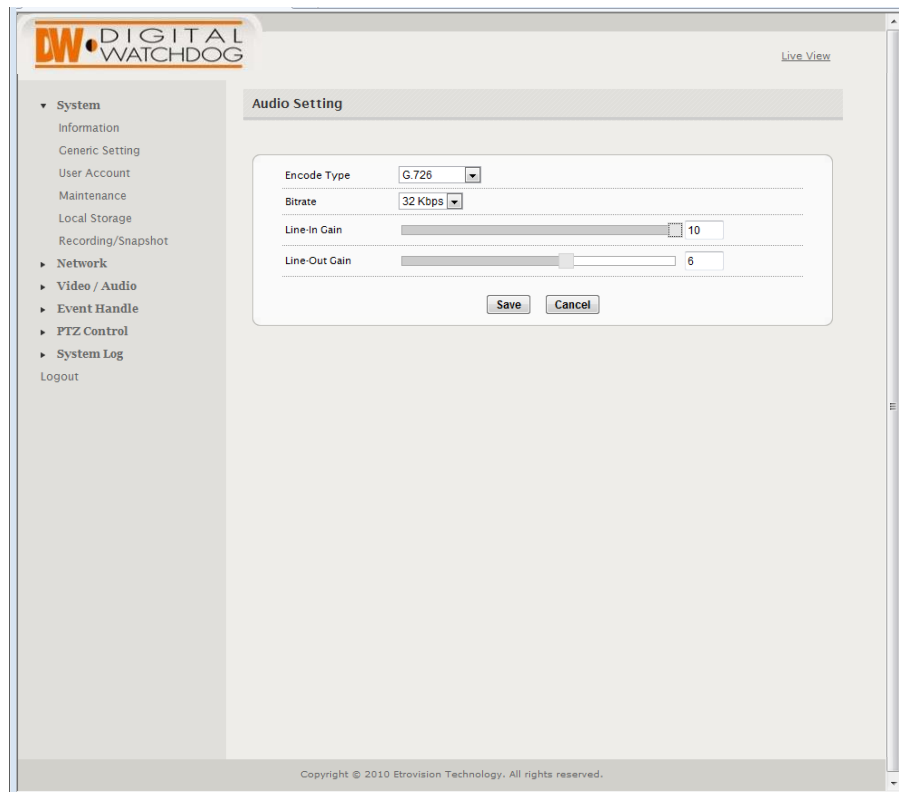 DW DIGITAL
WATCHDOG
Live View
System
Information
Generic Setting
User Account
Maintenance
Local Storage
Recording/Snapshot
Network
Video / Audio
Event Handle
PTZ Control
System Log
Logout
Audio Setting
Encode Type G.726
Bitrate 32 Kbps
Line-In Gain 10
Line-Out Gain 6
Save Cancel
Copyright © 2010 Etrovision Technology. All rights reserved.